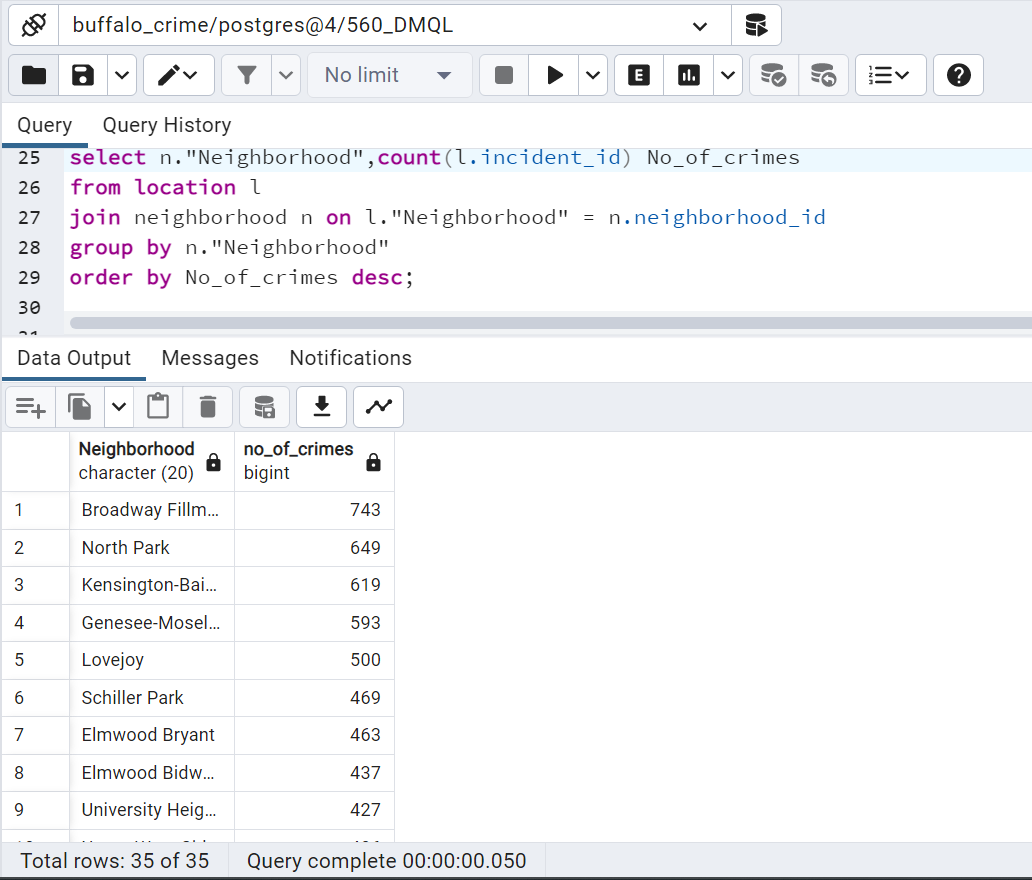 buffalo_crime/postgres@4/560_DMQL
No limit
E
Query Query History
25 select n."Neighborhood",count(l.incident_id) No_of_crimes
26 from location l
27 join neighborhood n on l."Neighborhood" = n.neighborhood_id
28 group by n."Neighborhood"
29 order by No_of_crimes desc;
30
Data Output Messages Notifications
Neighborhood no_of_crimes
character (20) bigint
1 Broadway Fillm... 743
2 North Park 649
3 Kensington-Bai... 619
4 Genesee-Mosel... 593
5 Lovejoy 500
6 Schiller Park 469
7 Elmwood Bryant 463
8 Elmwood Bidw... 437
9 University Heig... 427
Total rows: 35 of 35 Query complete 00:00:00.050